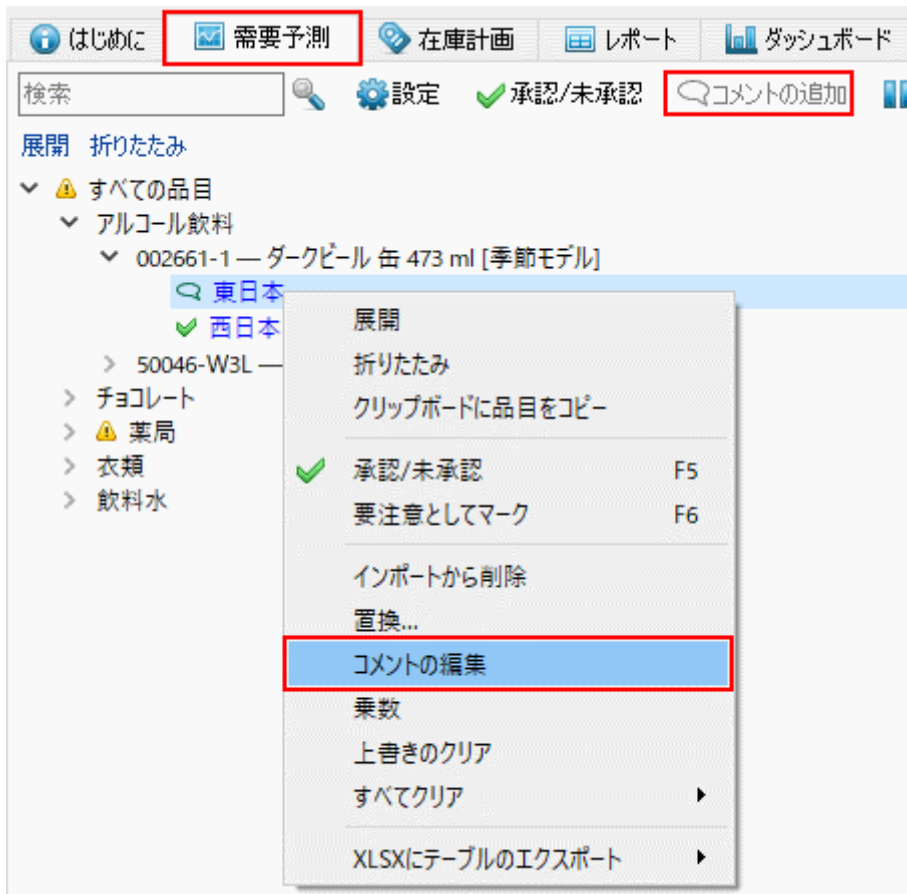 はじめに 需要予測 在庫計画 レポート ダッシュボード
検索 設定 承認/未承認 コメントの追加
展開 折りたたみ
すべての品目
アルコール飲料
002661-1 — ダークビール 缶 473 ml [季節モデル]
東日本
西日本
50046-W3L —
チョコレート
薬局
衣類
飲料水
展開
折りたたみ
クリップボードに品目をコピー
承認/未承認 F5
要注意としてマーク F6
インポートから削除
置換...
コメントの編集
乗数
上書きのクリア
すべてクリア
XLSXにテーブルのエクスポート